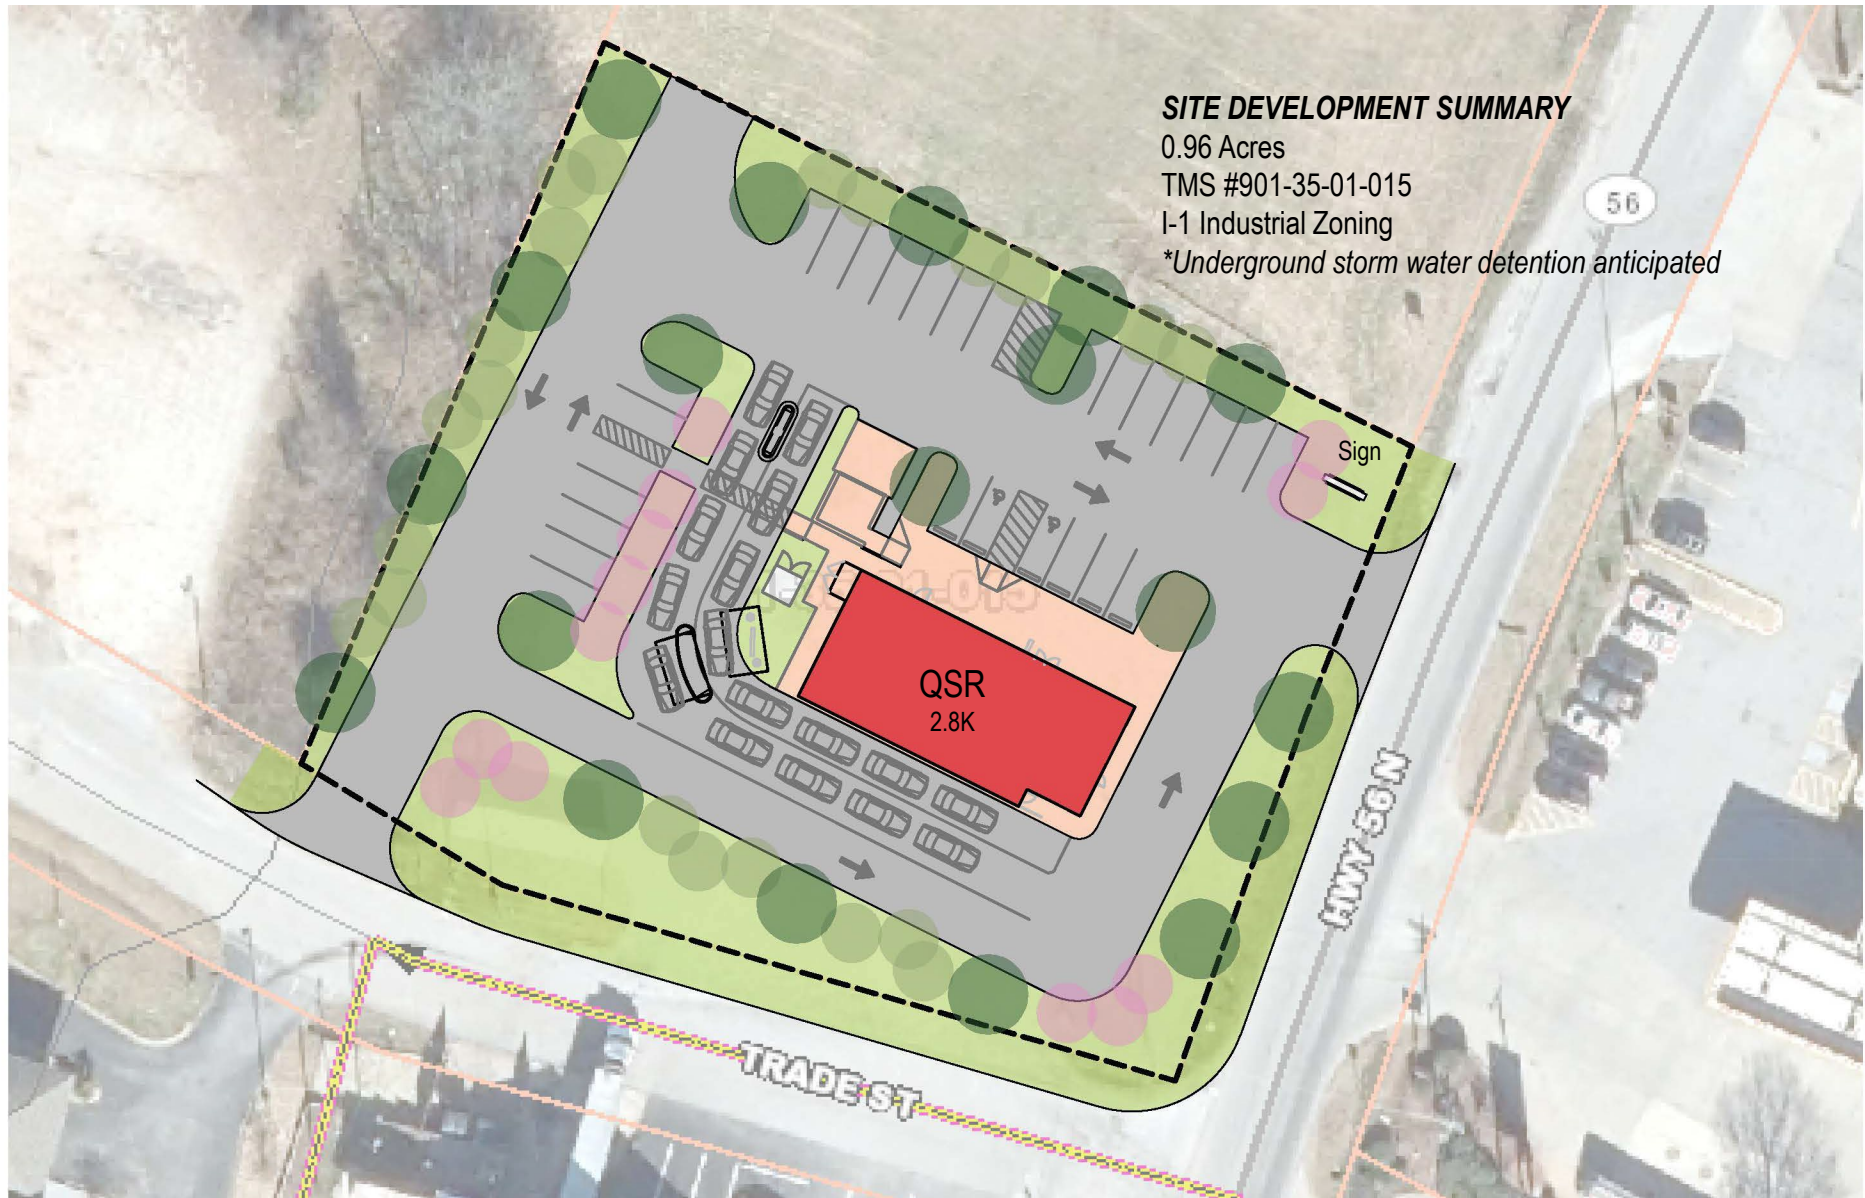 SITE DEVELOPMENT SUMMARY
0.96 Acres
TMS #901-35-01-015
I-1 Industrial Zoning
*Underground storm water detention anticipated
56
Sign
QSR
2.8K
HWY 56 N
TRADE ST